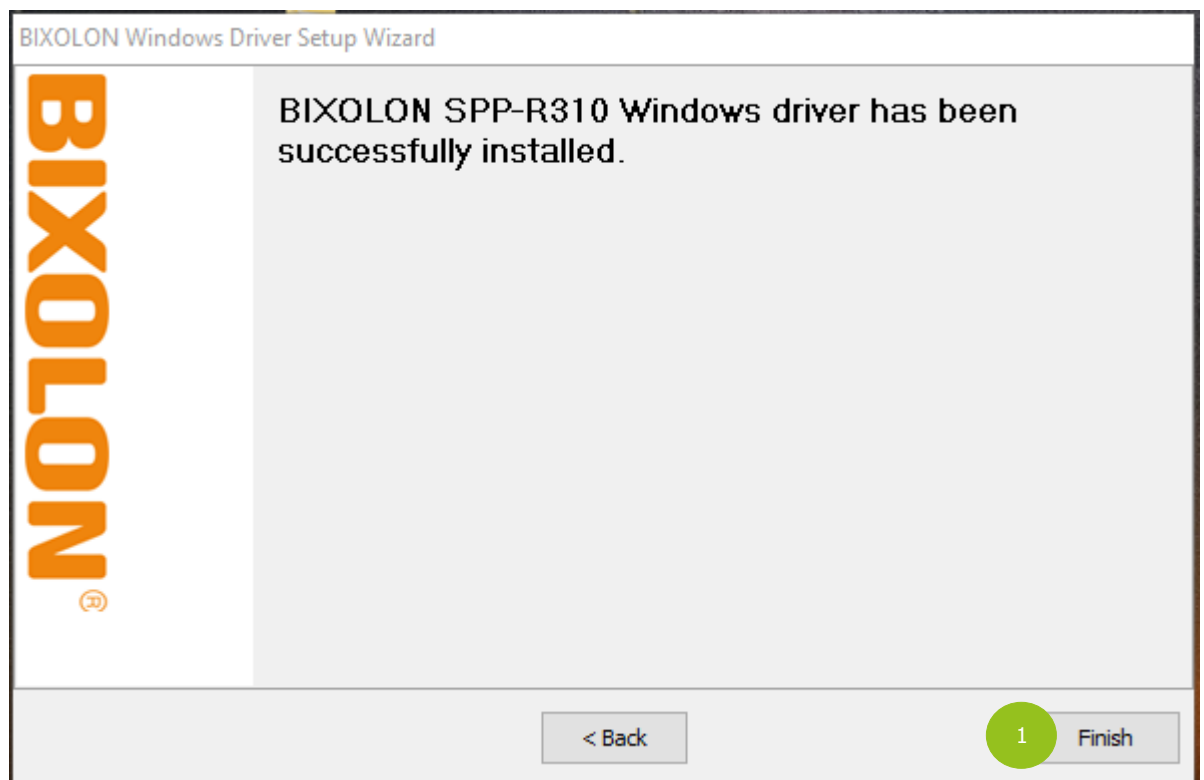 BIXOLON Windows Driver Setup Wizard
BIXOLON®
BIXOLON SPP-R310 Windows driver has been
successfully installed.
< Back
1
Finish